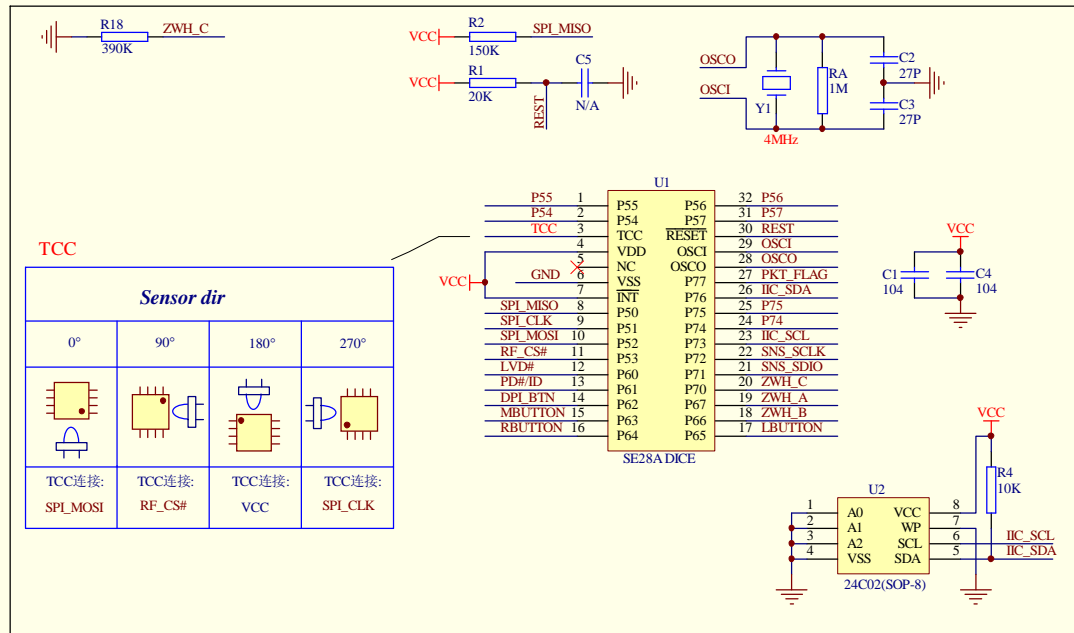 R18
ZWH_C
390K
VCC
R2
SPI_MISO
150K
VCC
R1
20K
REST
C5
N/A
OSCO
OSCI
Y1
4MHz
RA
1M
C2
27P
C3
27P
TCC
Sensor dir
0° 90° 180° 270°
TCC连接: TCC连接: TCC连接: TCC连接:
SPI_MOSI RF_CS# VCC SPI_CLK
U1
P55 1 P55 P56 32 P56
P54 2 P54 P57 31 P57
TCC 3 TCC RESET 30 REST
4 VDD OSCI 29 OSCI
5 NC OSCO 28 OSCO
VCC
GND 6 VSS P77 27 PKT_FLAG
7 INT P76 26 IIC_SDA
SPI_MISO 8 P50 P75 25 P75
SPI_CLK 9 P51 P74 24 P74
SPI_MOSI 10 P52 P73 23 IIC_SCL
RF_CS# 11 P53 P72 22 SNS_SCLK
LVD# 12 P60 P71 21 SNS_SDIO
PD#/ID 13 P61 P70 20 ZWH_C
DPI_BTN 14 P62 P67 19 ZWH_A
MBUTTON 15 P63 P66 18 ZWH_B
RBUTTON 16 P64 P65 17 LBUTTON
SE28A DICE
VCC
C1
104
C4
104
VCC
R4
10K
U2
1 A0 VCC 8
2 A1 WP 7
3 A2 SCL 6 IIC_SCL
4 VSS SDA 5 IIC_SDA
24C02(SOP-8)